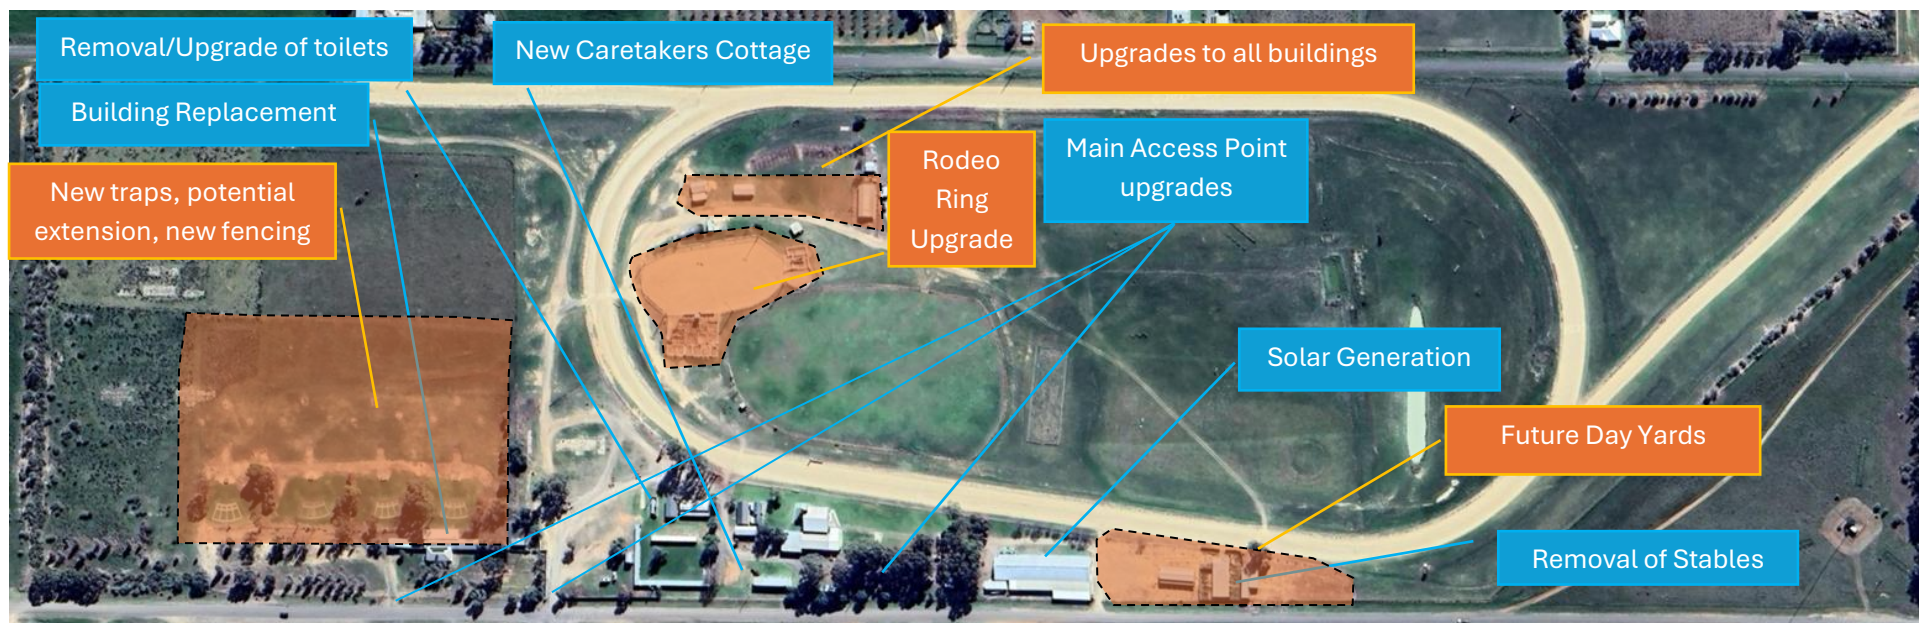 Removal/Upgrade of toilets
New Caretakers Cottage
Upgrades to all buildings
Building Replacement
Rodeo
Ring
Upgrade
Main Access Point
upgrades
New traps, potential
extension, new fencing
Solar Generation
Future Day Yards
Removal of Stables